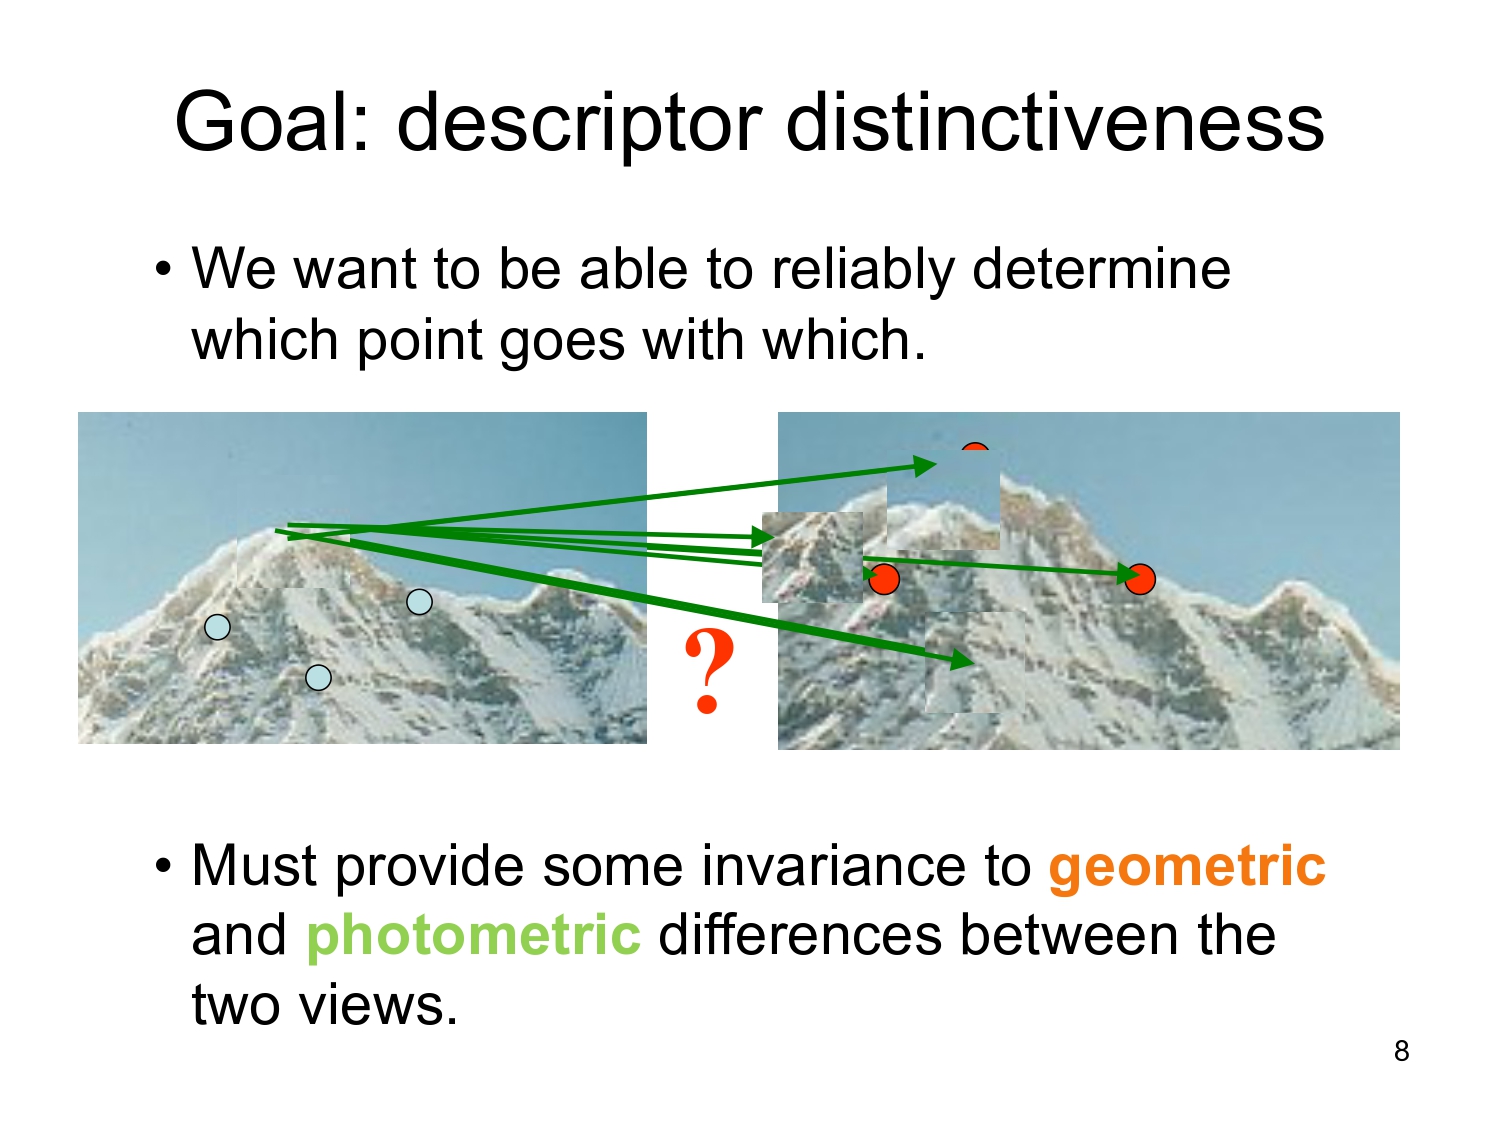 Goal: descriptor distinctiveness
• We want to be able to reliably determine
which point goes with which.
?
• Must provide some invariance to geometric
and photometric differences between the
two views.
8